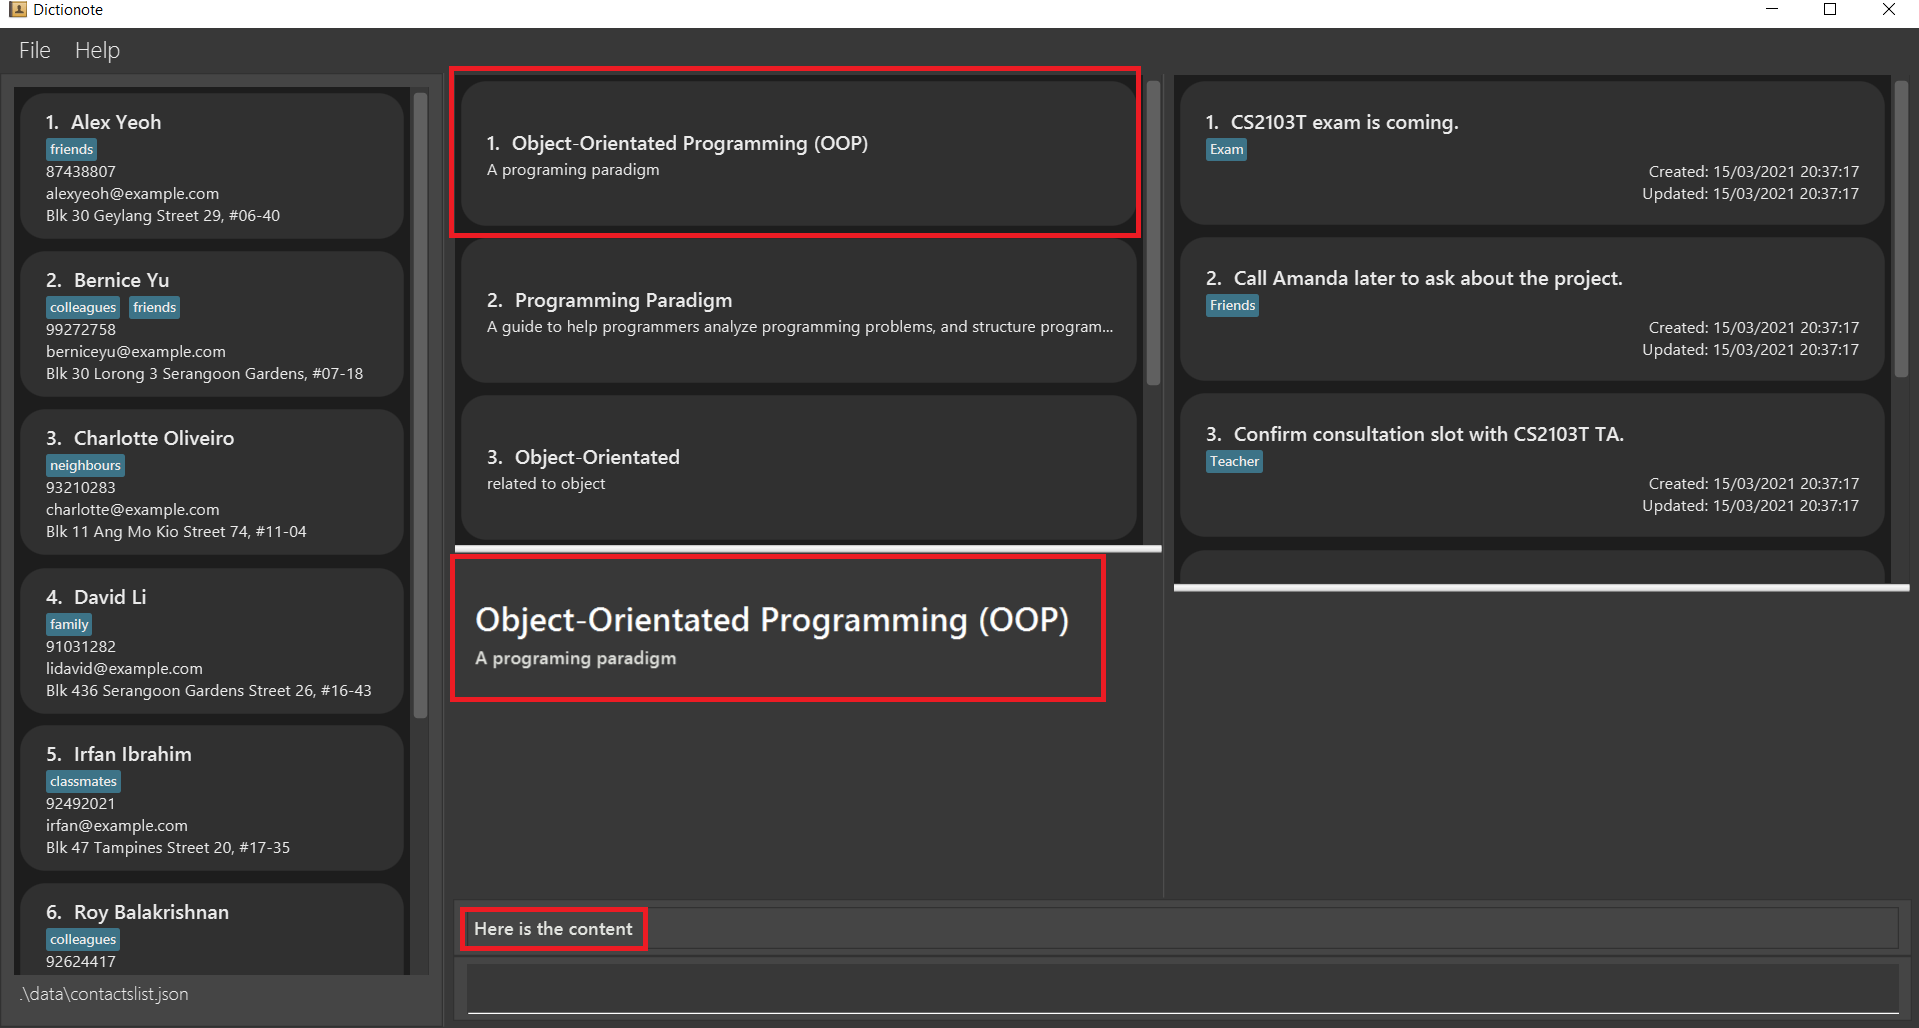 Dictionote
File Help
1. Alex Yeoh
friends
87438807
alexyeoh@example.com
Blk 30 Geylang Street 29, #06-40
2. Bernice Yu
colleagues friends
99272758
berniceyu@example.com
Blk 30 Lorong 3 Serangoon Gardens, #07-18
3. Charlotte Oliveiro
neighbours
93210283
charlotte@example.com
Blk 11 Ang Mo Kio Street 74, #11-04
4. David Li
family
91031282
lidavid@example.com
Blk 436 Serangoon Gardens Street 26, #16-43
5. Irfan Ibrahim
classmates
92492021
irfan@example.com
Blk 47 Tampines Street 20, #17-35
6. Roy Balakrishnan
colleagues
92624417
.\data\contactslist.json
1. Object-Orientated Programming (OOP)
A programing paradigm
2. Programming Paradigm
A guide to help programmers analyze programming problems, and structure program...
3. Object-Orientated
related to object
Object-Orientated Programming (OOP)
A programing paradigm
1. CS2103T exam is coming.
Exam
Created: 15/03/2021 20:37:17
Updated: 15/03/2021 20:37:17
2. Call Amanda later to ask about the project.
Friends
Created: 15/03/2021 20:37:17
Updated: 15/03/2021 20:37:17
3. Confirm consultation slot with CS2103T TA.
Teacher
Created: 15/03/2021 20:37:17
Updated: 15/03/2021 20:37:17
Here is the content